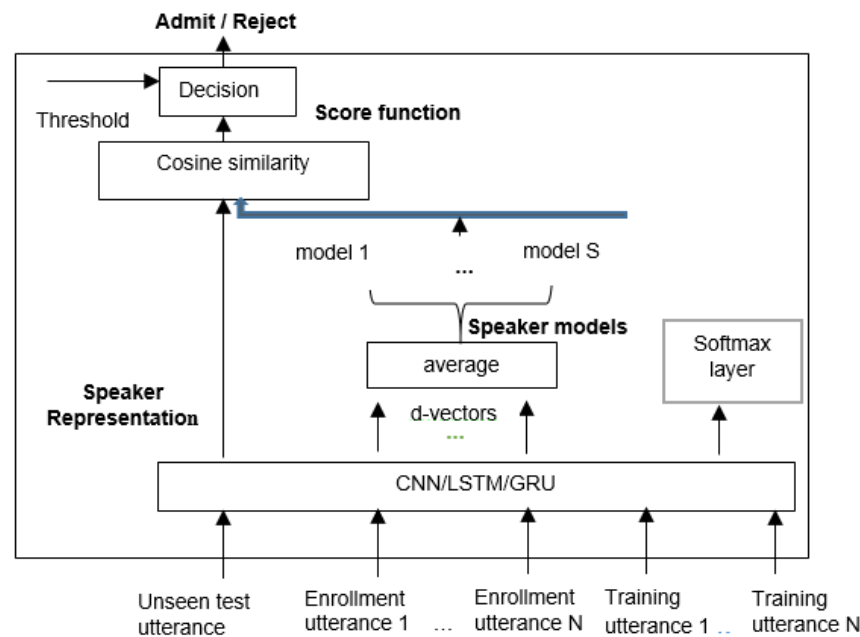 Admit / Reject
Decision
Threshold
Score function
Cosine similarity
model 1
...
model S
Speaker models
average
Softmax
layer
Speaker
Representation
d-vectors
...
CNN/LSTM/GRU
Unseen test
utterance
Enrollment
utterance 1
...
Enrollment
utterance N
Training
utterance 1
..
Training
utterance N